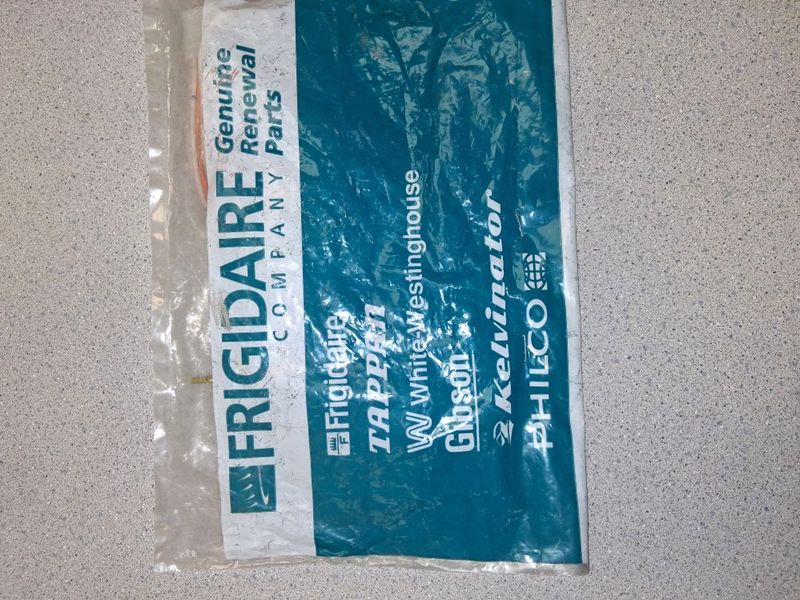 FRIGIDAIRE
COMPANY
Genuine
Renewal
Parts
Frigidaire
TAPPAN
White-Westinghouse
Gibson
Kelvinator
PHILCO